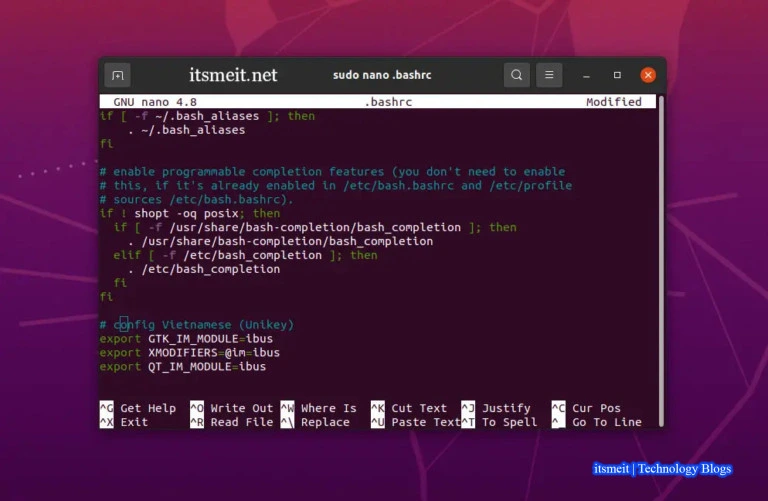 itsmeit.net
sudo nano .bashrc
GNU nano 4.8 .bashrc Modified
if [ -f ~/.bash_aliases ]; then
. ~/.bash_aliases
fi
# enable programmable completion features (you don't need to enable
# this, if it's already enabled in /etc/bash.bashrc and /etc/profile
# sources /etc/bash.bashrc).
if ! shopt -oq posix; then
if [ -f /usr/share/bash-completion/bash_completion ]; then
. /usr/share/bash-completion/bash_completion
elif [ -f /etc/bash_completion ]; then
. /etc/bash_completion
fi
fi
# config Vietnamese (Unikey)
export GTK_IM_MODULE=ibus
export XMODIFIERS=@im=ibus
export QT_IM_MODULE=ibus
^G Get Help ^O Write Out ^W Where Is ^K Cut Text ^J Justify ^C Cur Pos
^X Exit ^R Read File ^\ Replace ^U Paste Text ^T To Spell ^_ Go To Line
itsmeit | Technology Blogs